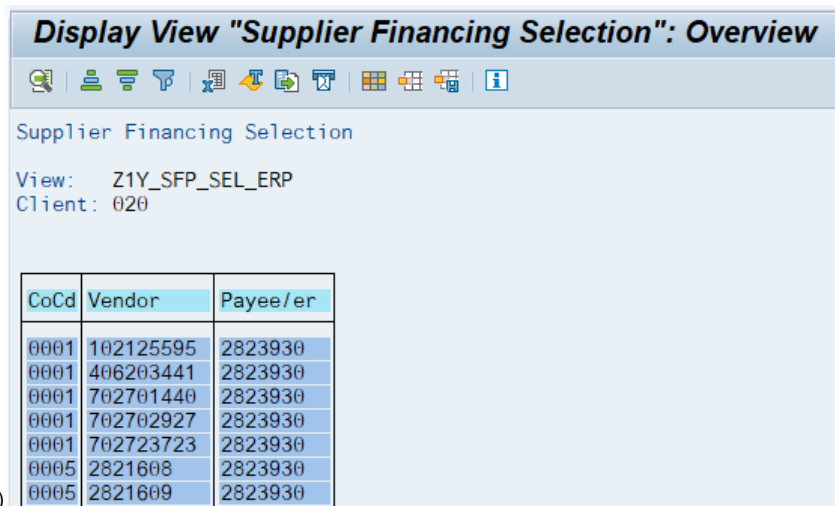 Display View "Supplier Financing Selection": Overview
Supplier Financing Selection
View: Z1Y_SFP_SEL_ERP
Client: 020
CoCd Vendor Payee/er
0001 102125595 2823930
0001 406203441 2823930
0001 702701440 2823930
0001 702702927 2823930
0001 702723723 2823930
0005 2821608 2823930
0005 2821609 2823930
)